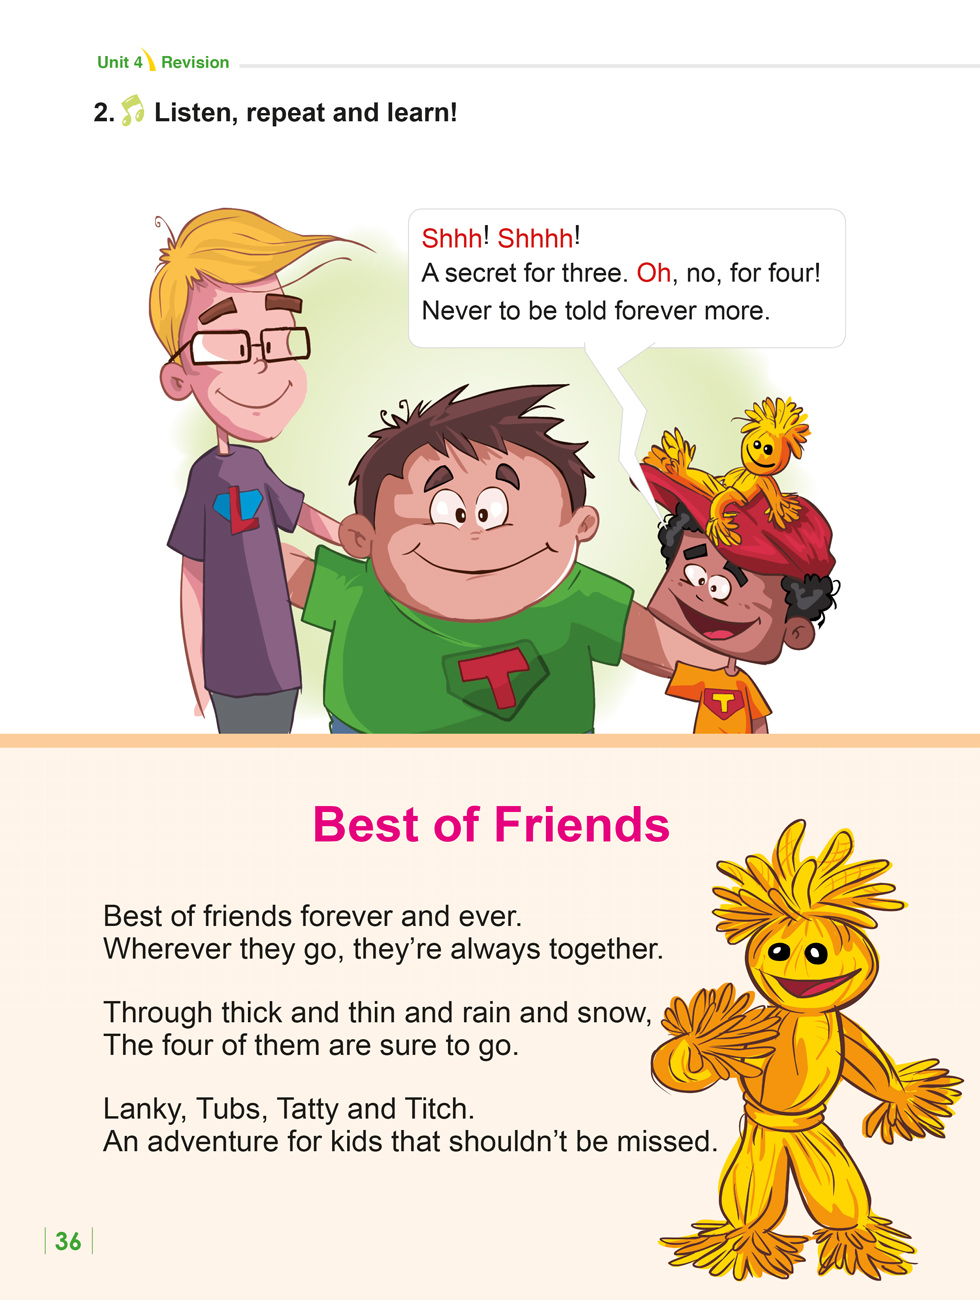 Unit 4 Revision
2. Listen, repeat and learn!
Shhh! Shhhh!
A secret for three. Oh, no, for four!
Never to be told forever more.
L
T
T
Best of Friends
Best of friends forever and ever.
Wherever they go, they’re always together.
Through thick and thin and rain and snow,
The four of them are sure to go.
Lanky, Tubs, Tatty and Titch.
An adventure for kids that shouldn’t be missed.
36